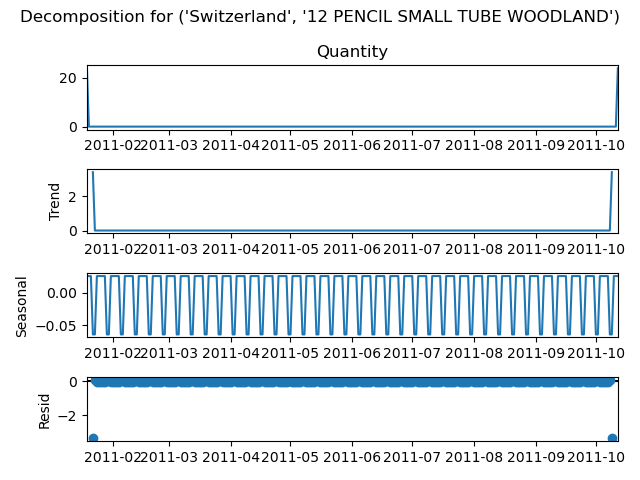 Decomposition for ('Switzerland', '12 PENCIL SMALL TUBE WOODLAND')
Quantity
20
0
2011-02 2011-03 2011-04 2011-05 2011-06 2011-07 2011-08 2011-09 2011-10
Trend
2
0
2011-02 2011-03 2011-04 2011-05 2011-06 2011-07 2011-08 2011-09 2011-10
Seasonal
0.00
−0.05
2011-02 2011-03 2011-04 2011-05 2011-06 2011-07 2011-08 2011-09 2011-10
Resid
0
−2
2011-02 2011-03 2011-04 2011-05 2011-06 2011-07 2011-08 2011-09 2011-10